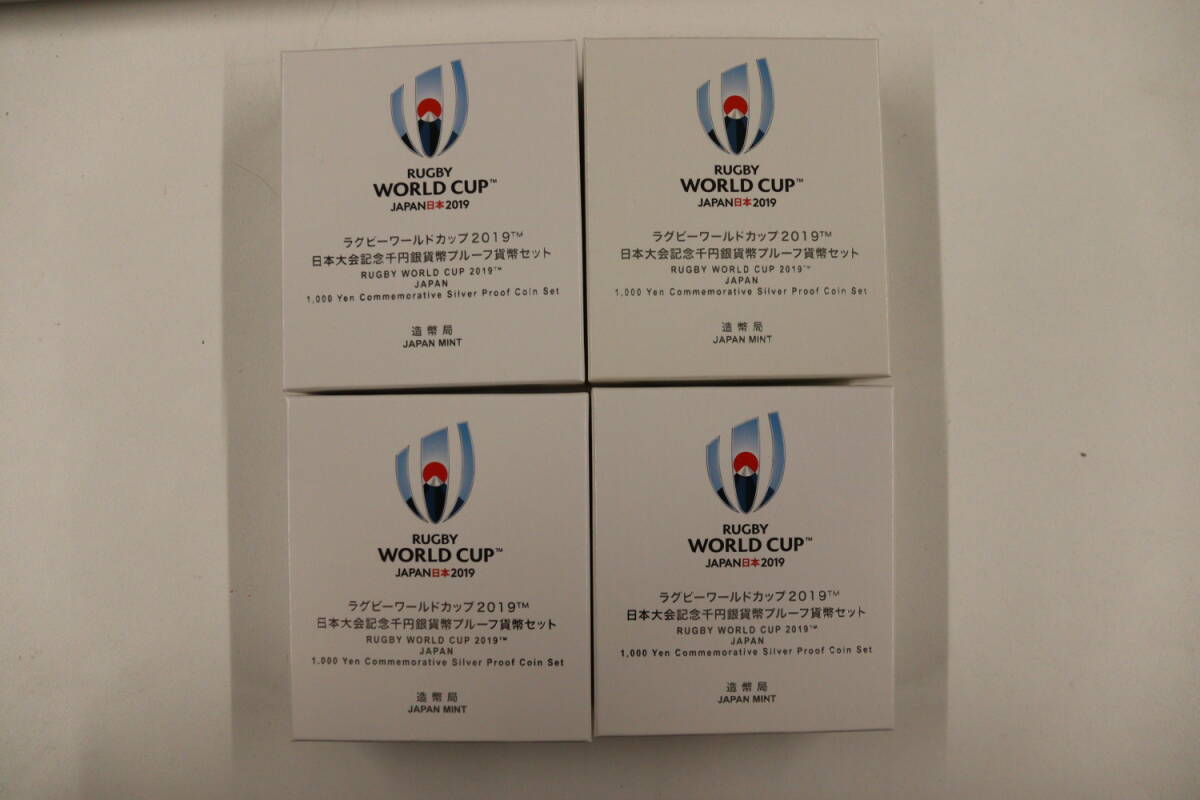 RUGBY
WORLD CUP™
JAPAN日本2019
ラグビーワールドカップ2019™
日本大会記念千円銀貨幣プルーフ貨幣セット
RUGBY WORLD CUP 2019™
JAPAN
1,000 Yen Commemorative Silver Proof Coin Set
造幣局
JAPAN MINT
RUGBY
WORLD CUP™
JAPAN日本2019
ラグビーワールドカップ2019™
日本大会記念千円銀貨幣プルーフ貨幣セット
RUGBY WORLD CUP 2019™
JAPAN
1,000 Yen Commemorative Silver Proof Coin Set
造幣局
JAPAN MINT
RUGBY
WORLD CUP™
JAPAN日本2019
ラグビーワールドカップ2019™
日本大会記念千円銀貨幣プルーフ貨幣セット
RUGBY WORLD CUP 2019™
JAPAN
1,000 Yen Commemorative Silver Proof Coin Set
造幣局
JAPAN MINT
RUGBY
WORLD CUP™
JAPAN日本2019
ラグビーワールドカップ2019™
日本大会記念千円銀貨幣プルーフ貨幣セット
RUGBY WORLD CUP 2019™
JAPAN
1,000 Yen Commemorative Silver Proof Coin Set
造幣局
JAPAN MINT